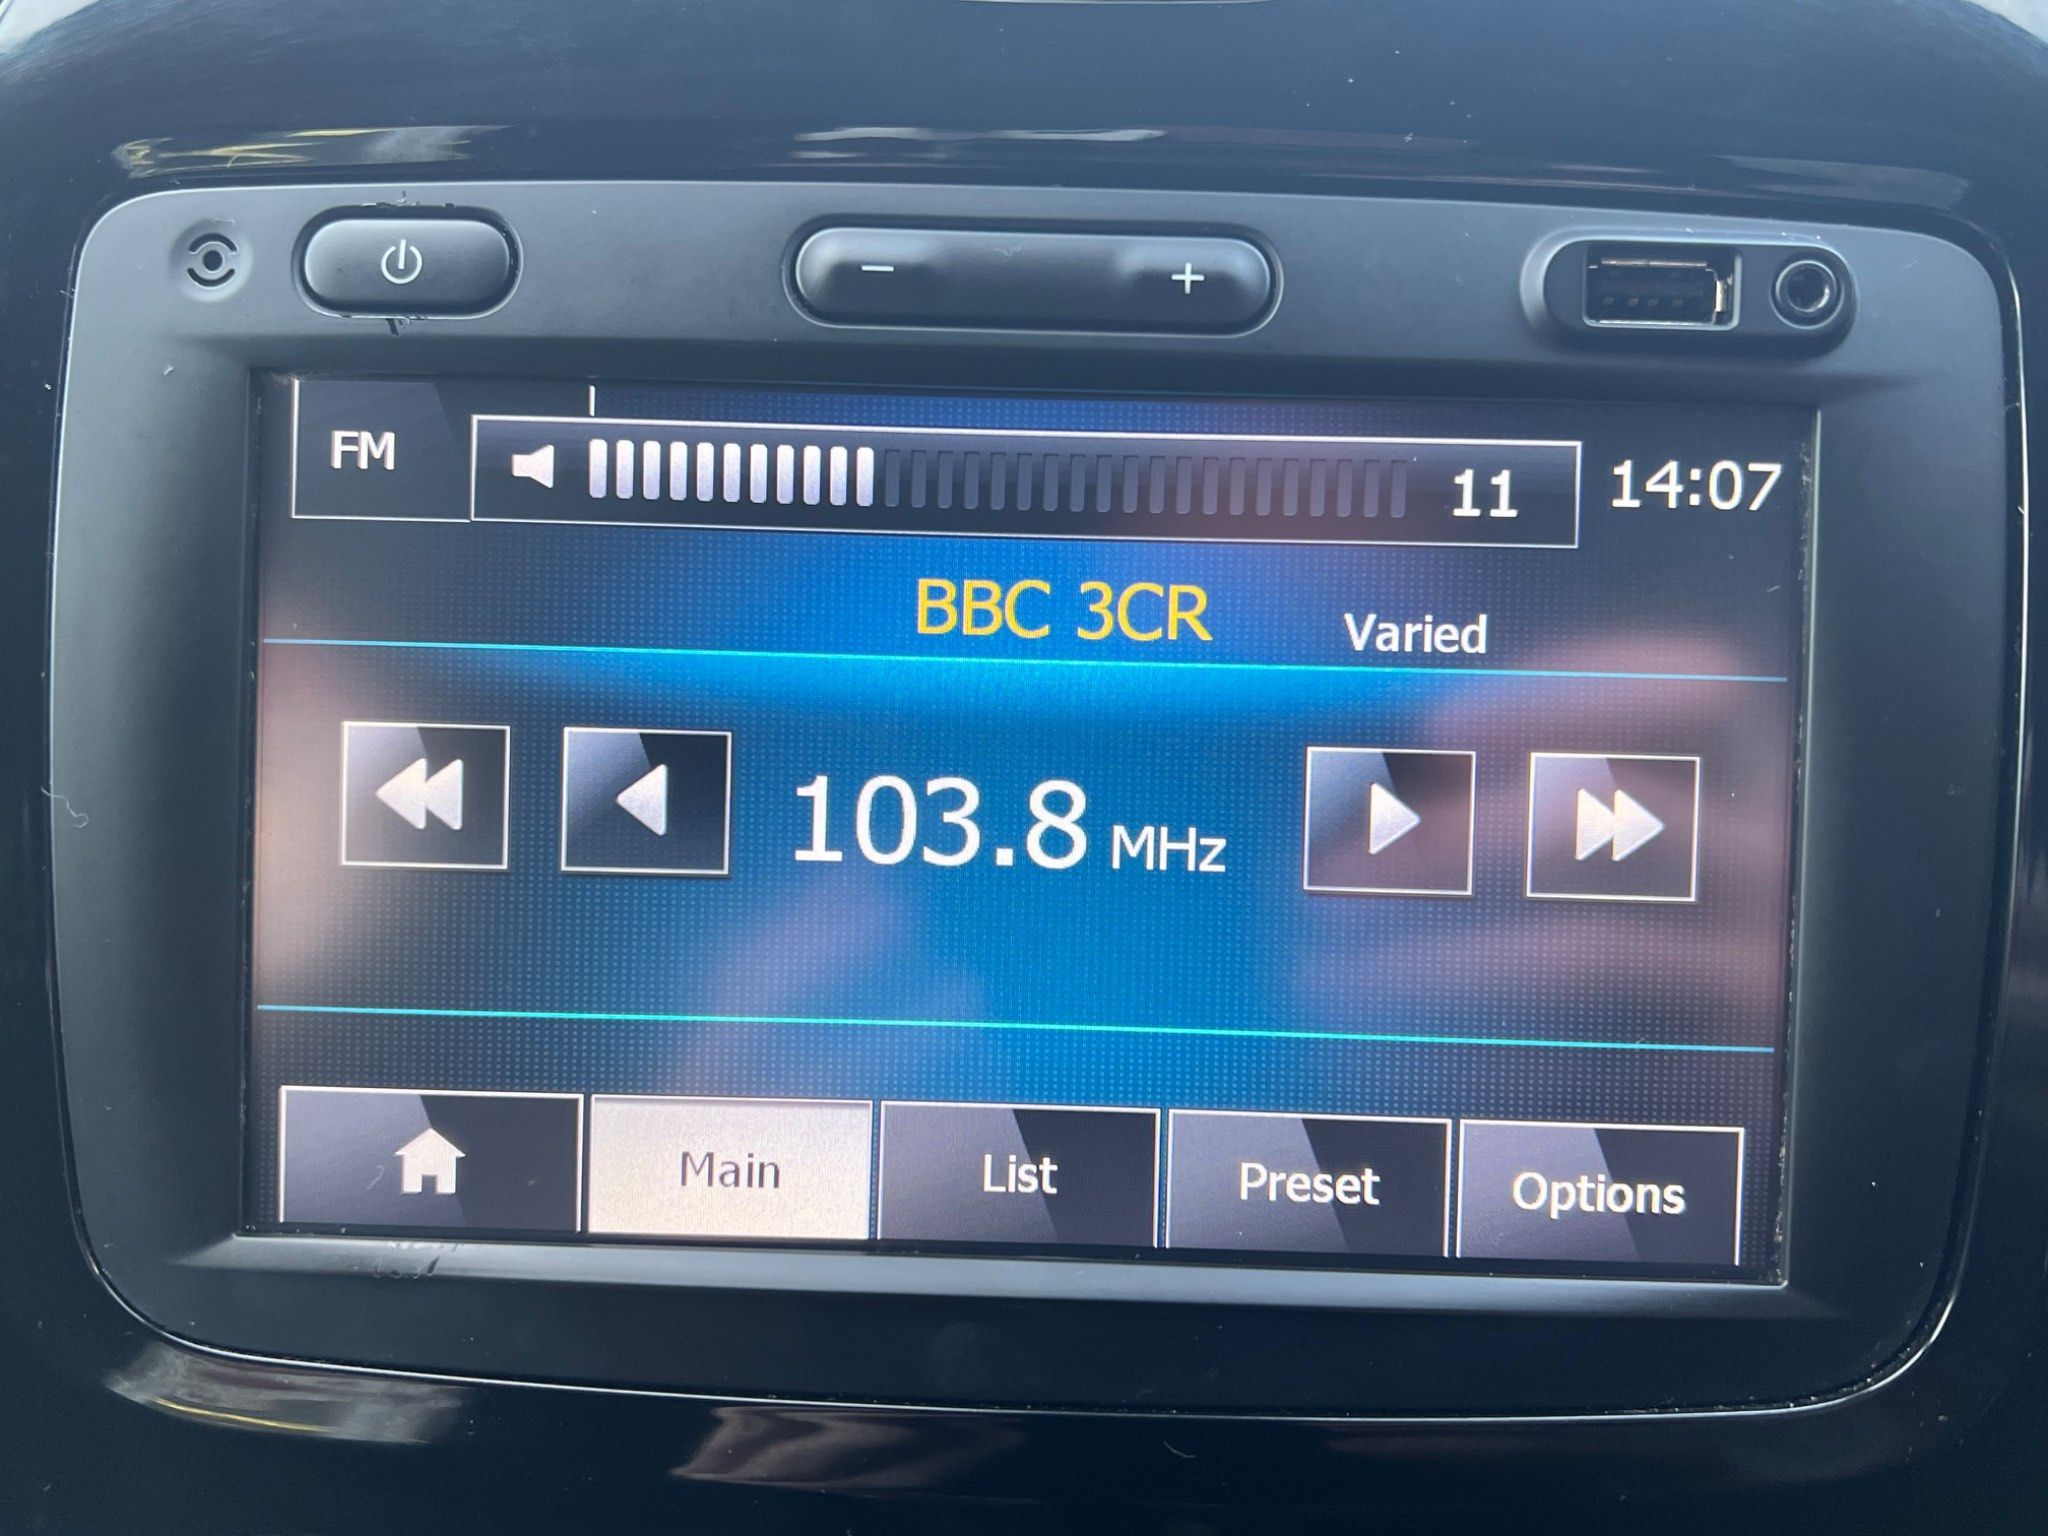 FM
11
14:07
BBC 3CR
Varied
103.8 MHz
Main
List
Preset
Options